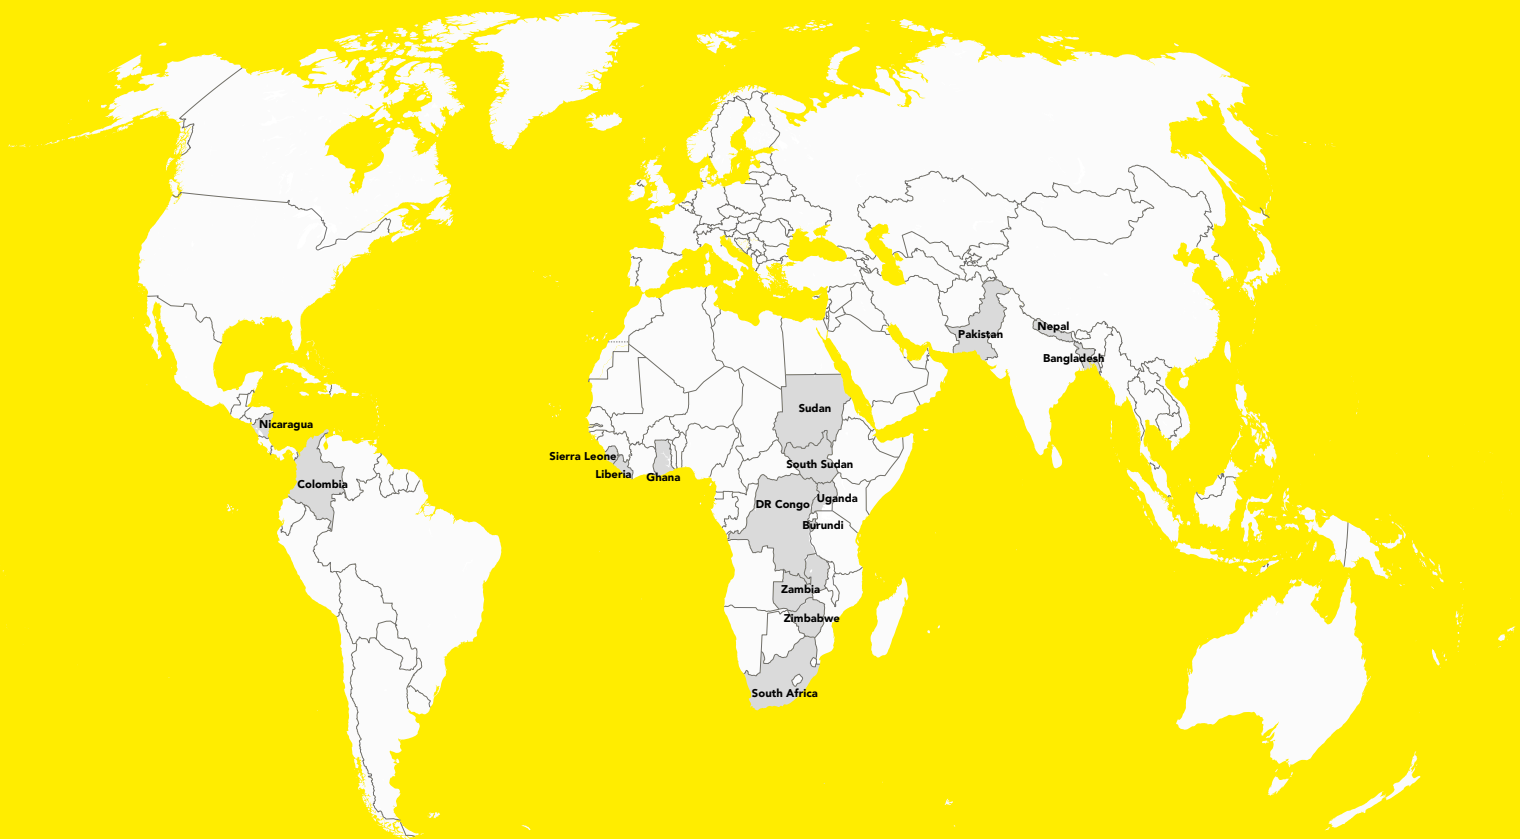 Nepal
Pakistan
Bangladesh
Sudan
Nicaragua
Sierra Leone
South Sudan
Liberia
Ghana
Colombia
Uganda
DR Congo
Burundi
Zambia
Zimbabwe
South Africa